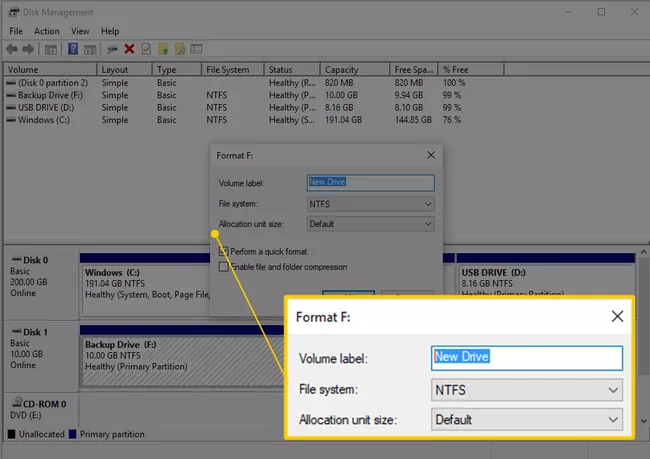 Disk Management
File Action View Help
Volume Layout Type File System Status Capacity Free Spa... % Free
(Disk 0 partition 2) Simple Basic Healthy (R... 820 MB 820 MB 100 %
Backup Drive (F:) Simple Basic NTFS Healthy (P... 10.00 GB 9.94 GB 99 %
USB DRIVE (D:) Simple Basic NTFS Healthy (P... 8.16 GB 8.10 GB 99 %
Windows (C:) Simple Basic NTFS Healthy (S... 191.04 GB 144.85 GB 76 %
Format F:
Volume label: New Drive
File system: NTFS
Allocation unit size: Default
Perform a quick format
Enable file and folder compression
Disk 0
Basic
200.00 GB
Online
Windows (C:)
191.04 GB NTFS
Healthy (System, Boot, Page File,
USB DRIVE (D:)
8.16 GB NTFS
Healthy (Primary Partition)
Disk 1
Basic
10.00 GB
Online
Backup Drive (F:)
10.00 GB NTFS
Healthy (Primary Partition)
CD-ROM 0
DVD (E:)
Unallocated Primary partition
Format F:
Volume label: New Drive
File system: NTFS
Allocation unit size: Default